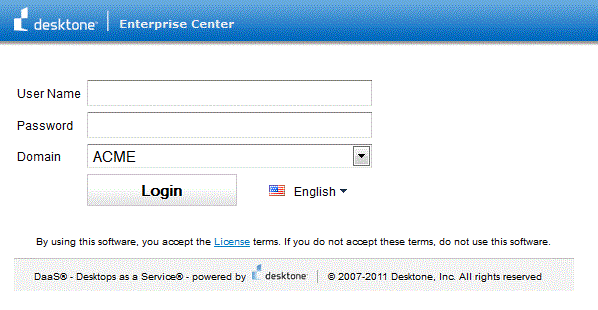 desktone | Enterprise Center
User Name
Password
Domain ACME
Login English
By using this software, you accept the License terms. If you do not accept these terms, do not use this software.
DaaS® - Desktops as a Service® - powered by desktone | © 2007-2011 Desktone, Inc. All rights reserved